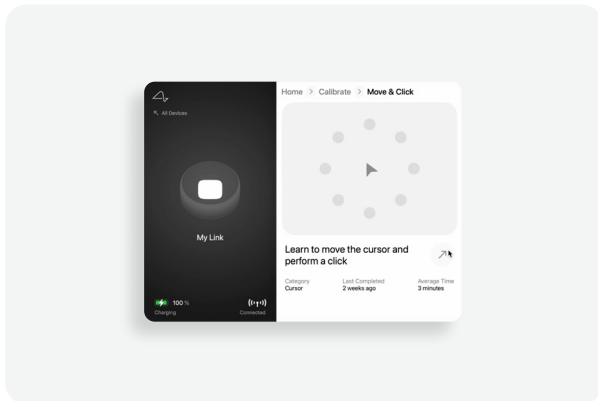 All Devices
My Link
100 %
Charging
Connected
Home > Calibrate > Move & Click
Learn to move the cursor and
perform a click
Category
Cursor
Last Completed
2 weeks ago
Average Time
3 minutes